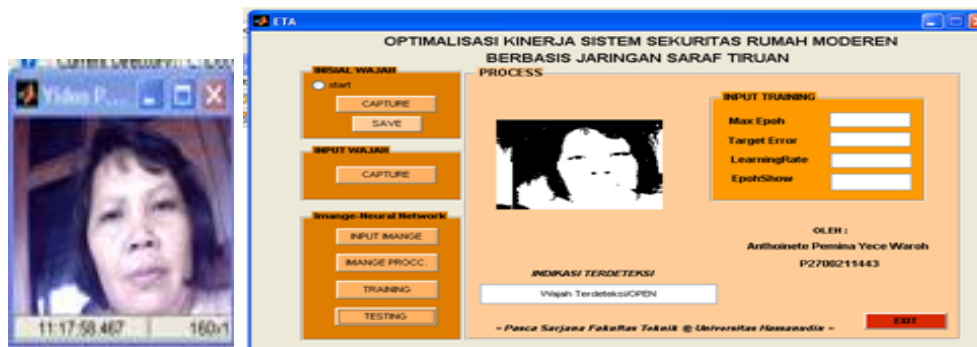 Video P...
11:17:58.467
160x1
ETA
OPTIMALISASI KINERJA SISTEM SEKURITAS RUMAH MODEREN
BERBASIS JARINGAN SARAF TIRUAN
INISIAL WAJAH
start
CAPTURE
SAVE
INPUT WAJAH
CAPTURE
Imange-Neural Network
INPUT IMANGE
IMANGE PROCC.
TRAINING
TESTING
PROCESS
INPUT TRAINING
Max Epoh
Target Error
LearningRate
EpohShow
OLEH :
Anthoinete Pemina Yece Waroh
P2700211443
INDIKASI TERDETEKSI
Wajah Terdeteksi/OPEN
~ Pasca Sarjana Fakultas Teknik @ Universitas Hassanudin ~
EXIT